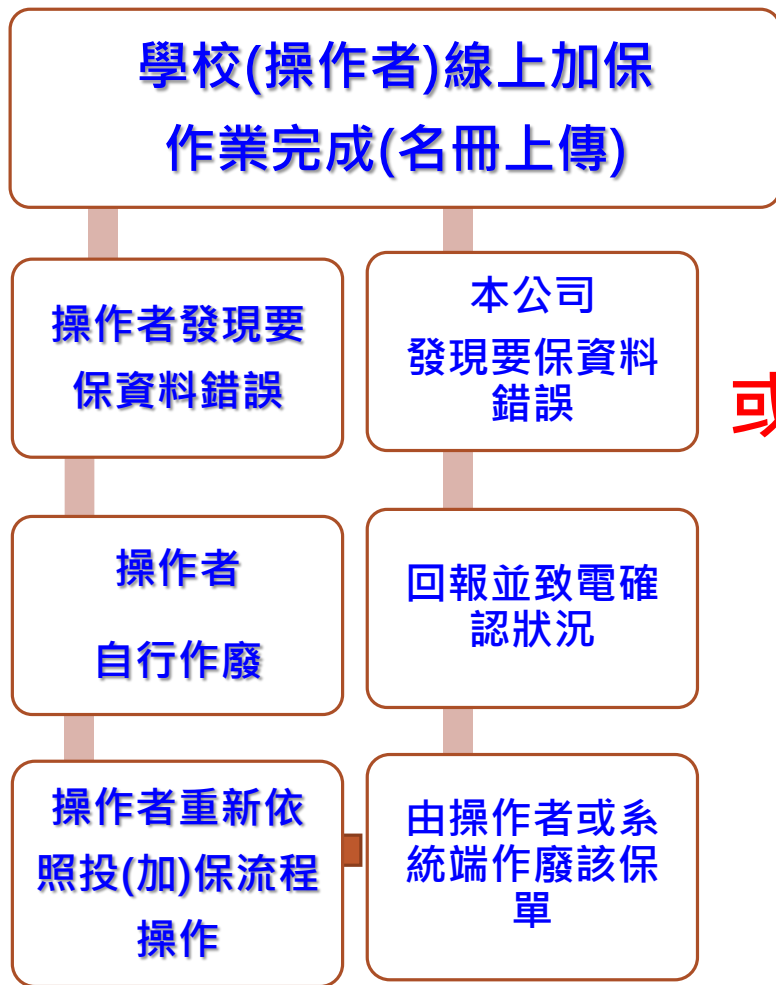 學校(操作者)線上加保
作業完成(名冊上傳)
操作者發現要
保資料錯誤
操作者
自行作廢
操作者重新依
照投(加)保流程
操作
本公司
發現要保資料
錯誤
回報並致電確
認狀況
由操作者或系
統端作廢該保
單
或